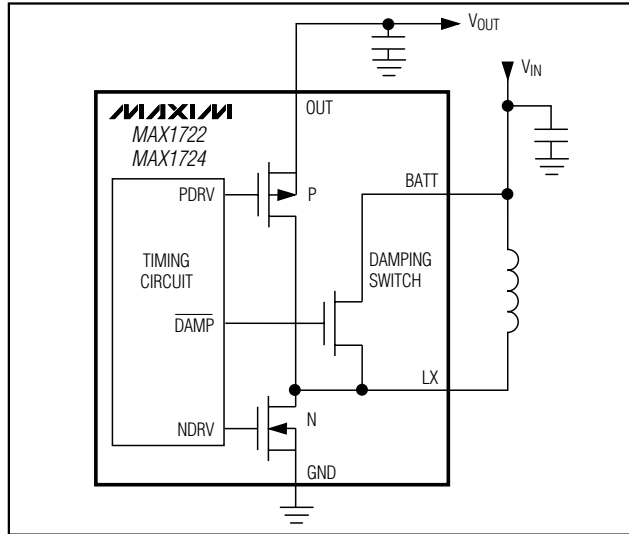 VOUT
VIN
OUT
MAXIM
MAX1722
MAX1724
BATT
PDRV
P
TIMING
CIRCUIT
DAMPING
SWITCH
DAMP
LX
NDRV
N
GND